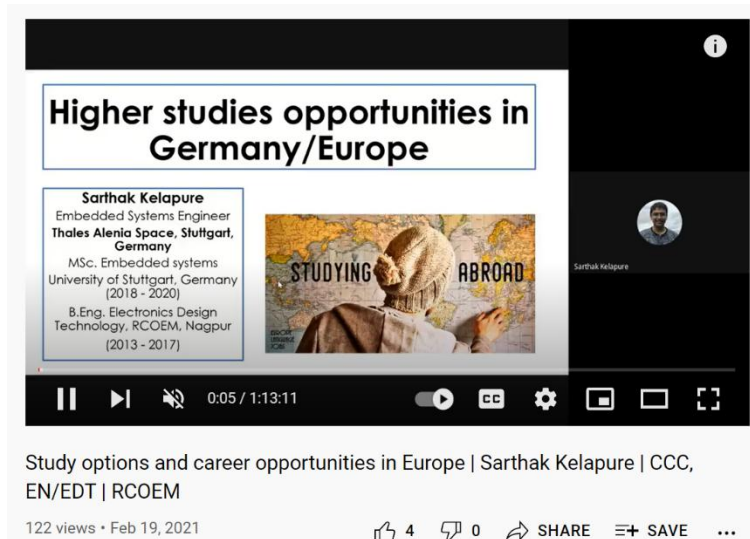 Higher studies opportunities in
Germany/Europe
Sarthak Kelapure
Embedded Systems Engineer
Thales Alenia Space, Stuttgart,
Germany
MSc. Embedded systems
University of Stuttgart, Germany
(2018 - 2020)
B.Eng. Electronics Design
Technology, RCOEM, Nagpur
(2013 - 2017)
STUDYING ABROAD
EUROPE
LANGUAGE
JOBS
Sarthak Kelapure
0:05 / 1:13:11
CC
Study options and career opportunities in Europe | Sarthak Kelapure | CCC,
EN/EDT | RCOEM
122 views • Feb 19, 2021
4 0 SHARE SAVE